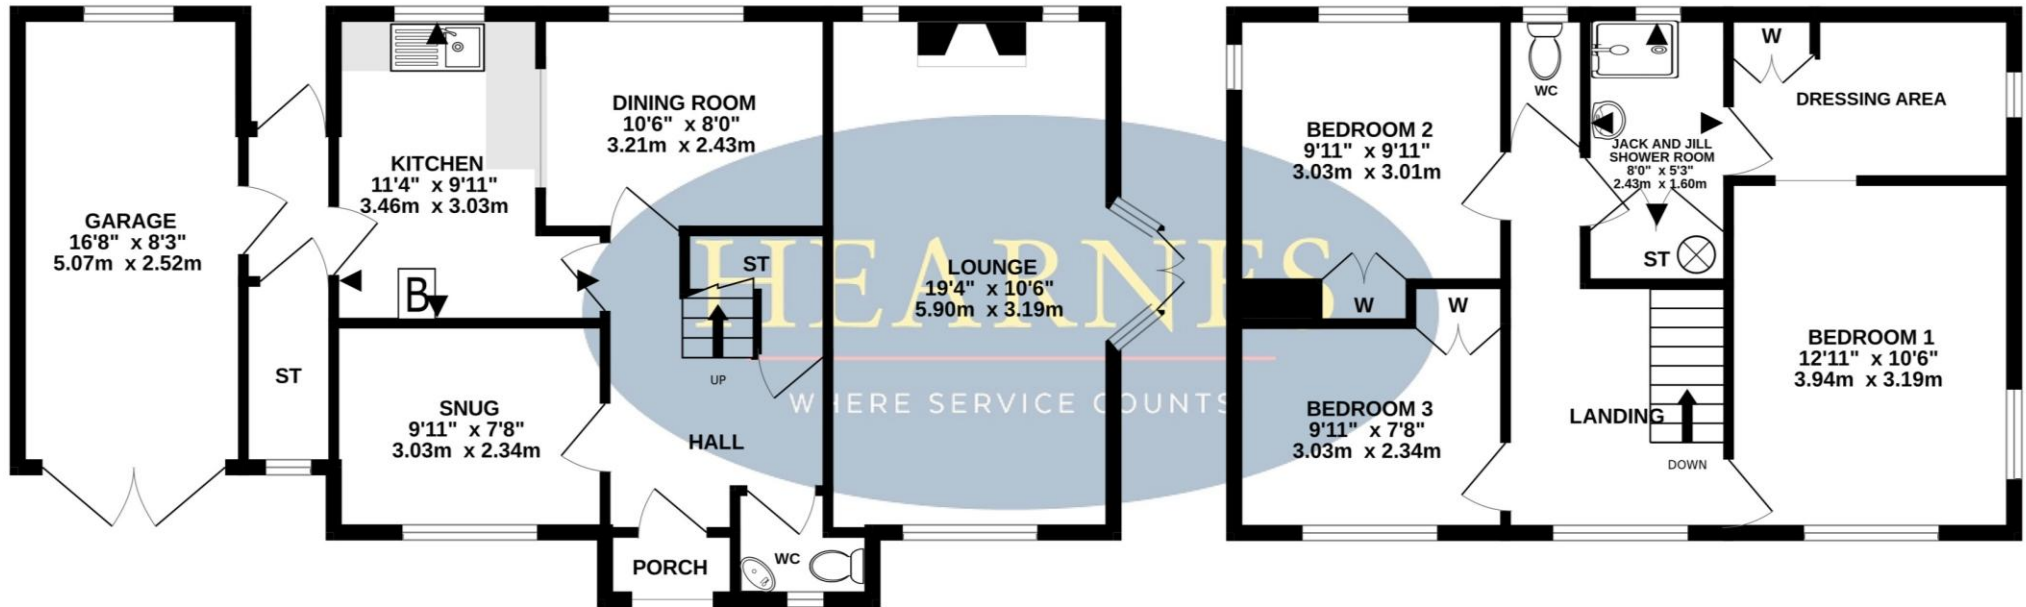 GARAGE
16'8" x 8'3"
5.07m x 2.52m
ST
KITCHEN
11'4" x 9'11"
3.46m x 3.03m
B
SNUG
9'11" x 7'8"
3.03m x 2.34m
DINING ROOM
10'6" x 8'0"
3.21m x 2.43m
ST
UP
HALL
PORCH
WC
LOUNGE
19'4" x 10'6"
5.90m x 3.19m
HEARNES
WHERE SERVICE COUNTS
BEDROOM 2
9'11" x 9'11"
3.03m x 3.01m
W
W
BEDROOM 3
9'11" x 7'8"
3.03m x 2.34m
WC
JACK AND JILL
SHOWER ROOM
8'0" x 5'3"
2.43m x 1.60m
ST
LANDING
DOWN
W
DRESSING AREA
BEDROOM 1
12'11" x 10'6"
3.94m x 3.19m